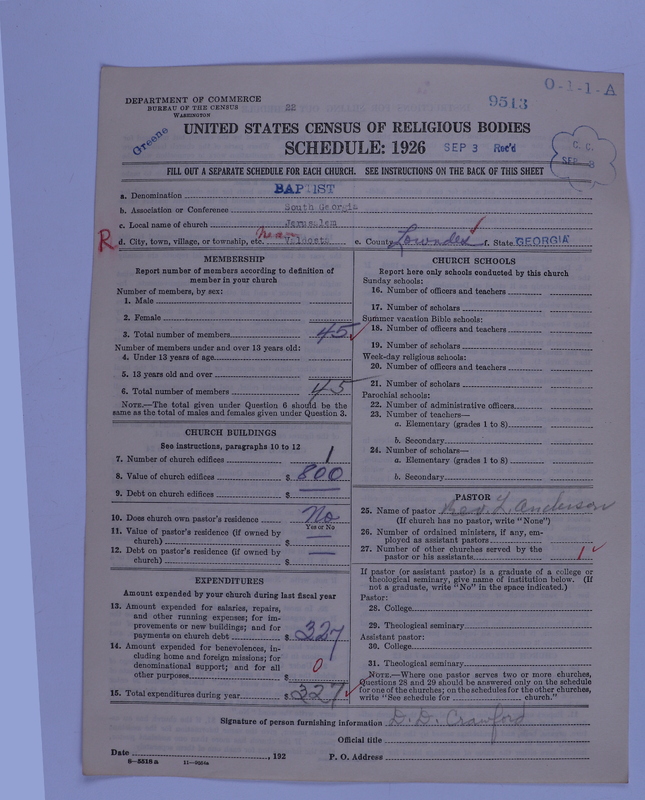 O-1-1-A
DEPARTMENT OF COMMERCE
BUREAU OF THE CENSUS
WASHINGTON
22
9513
Greene
UNITED STATES CENSUS OF RELIGIOUS BODIES
SCHEDULE: 1926 SEP 3 Rec'd
C. C. SEP 3
FILL OUT A SEPARATE SCHEDULE FOR EACH CHURCH. SEE INSTRUCTIONS ON THE BACK OF THIS SHEET
a. Denomination BAPTIST
b. Association or Conference South Georgia
c. Local name of church Jerusalem
R d. City, town, village, or township, etc. near Valdosta e. County Lowndes f. State GEORGIA
MEMBERSHIP
Report number of members according to definition of
member in your church
Number of members, by sex:
1. Male
2. Female
3. Total number of members 45
Number of members under and over 13 years old:
4. Under 13 years of age
5. 13 years old and over
6. Total number of members 45
NOTE.—The total given under Question 6 should be the
same as the total of males and females given under Question 3.
CHURCH BUILDINGS
See instructions, paragraphs 10 to 12
7. Number of church edifices 1
8. Value of church edifices $ 800
9. Debt on church edifices $ —
10. Does church own pastor's residence No
Yes or No
11. Value of pastor's residence (if owned by
church) $ —
12. Debt on pastor's residence (if owned by
church) $ —
EXPENDITURES
Amount expended by your church during last fiscal year
13. Amount expended for salaries, repairs,
and other running expenses; for im-
provements or new buildings; and for
payments on church debt $ 327
14. Amount expended for benevolences, in-
cluding home and foreign missions; for
denominational support; and for all
other purposes $ 0
15. Total expenditures during year $ 327
CHURCH SCHOOLS
Report here only schools conducted by this church
Sunday schools:
16. Number of officers and teachers
17. Number of scholars
Summer vacation Bible schools:
18. Number of officers and teachers
19. Number of scholars
Week-day religious schools:
20. Number of officers and teachers
21. Number of scholars
Parochial schools:
22. Number of administrative officers
23. Number of teachers—
a. Elementary (grades 1 to 8)
b. Secondary
24. Number of scholars—
a. Elementary (grades 1 to 8)
b. Secondary
PASTOR
25. Name of pastor Rev. L. Anderson
(If church has no pastor, write "None")
26. Number of ordained ministers, if any, em-
ployed as assistant pastors
27. Number of other churches served by the
pastor or his assistants 1
If pastor (or assistant pastor) is a graduate of a college or
theological seminary, give name of institution below. (If
not a graduate, write "No" in the space indicated.)
Pastor:
28. College
29. Theological seminary
Assistant pastor:
30. College
31. Theological seminary
NOTE.—Where one pastor serves two or more churches,
Questions 28 and 29 should be answered only on the schedule
for one of the churches; on the schedules for the other churches,
write "See schedule for church."
Signature of person furnishing information D. D. Crawford
Official title
Date , 192 P. O. Address
8—5518 a 11—9554a